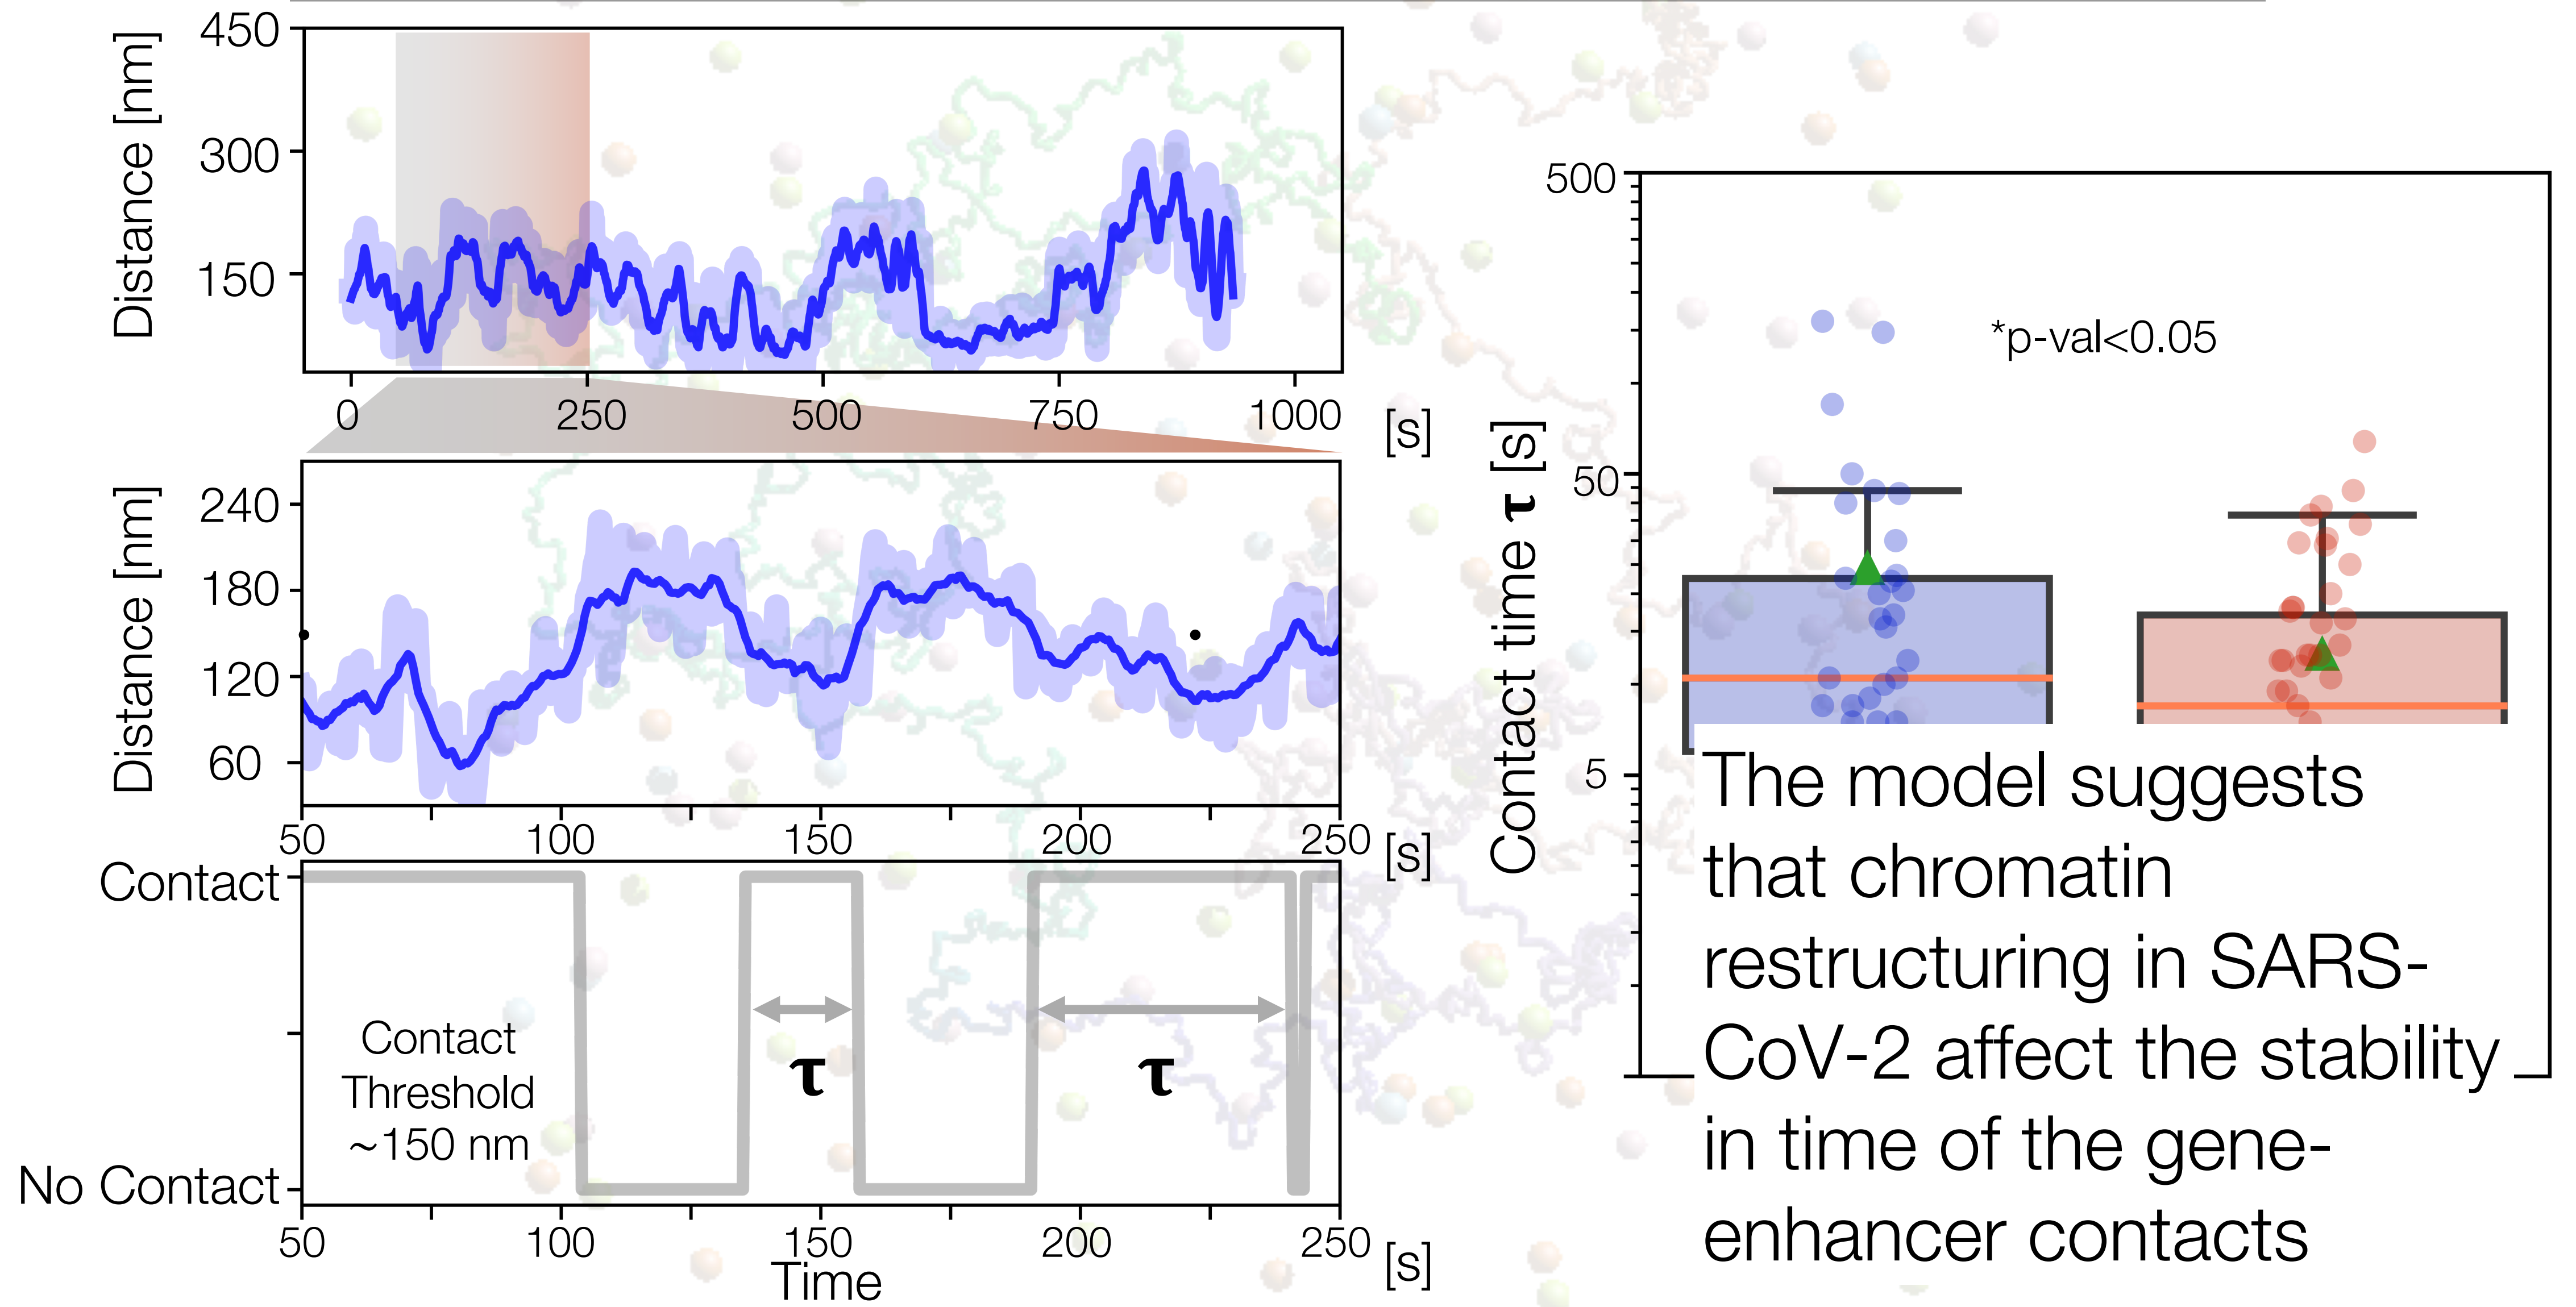 450
300
150
Distance [nm]
0 250 500 750 1000 [s]
240
180
120
60
Distance [nm]
50 100 150 200 250 [s]
Contact
No Contact
Contact
Threshold
~150 nm
τ τ
50 100 150 200 250 [s]
Time
500
50
5
Contact time τ [s]
*p-val<0.05
The model suggests
that chromatin
restructuring in SARS-
CoV-2 affect the stability
in time of the gene-
enhancer contacts